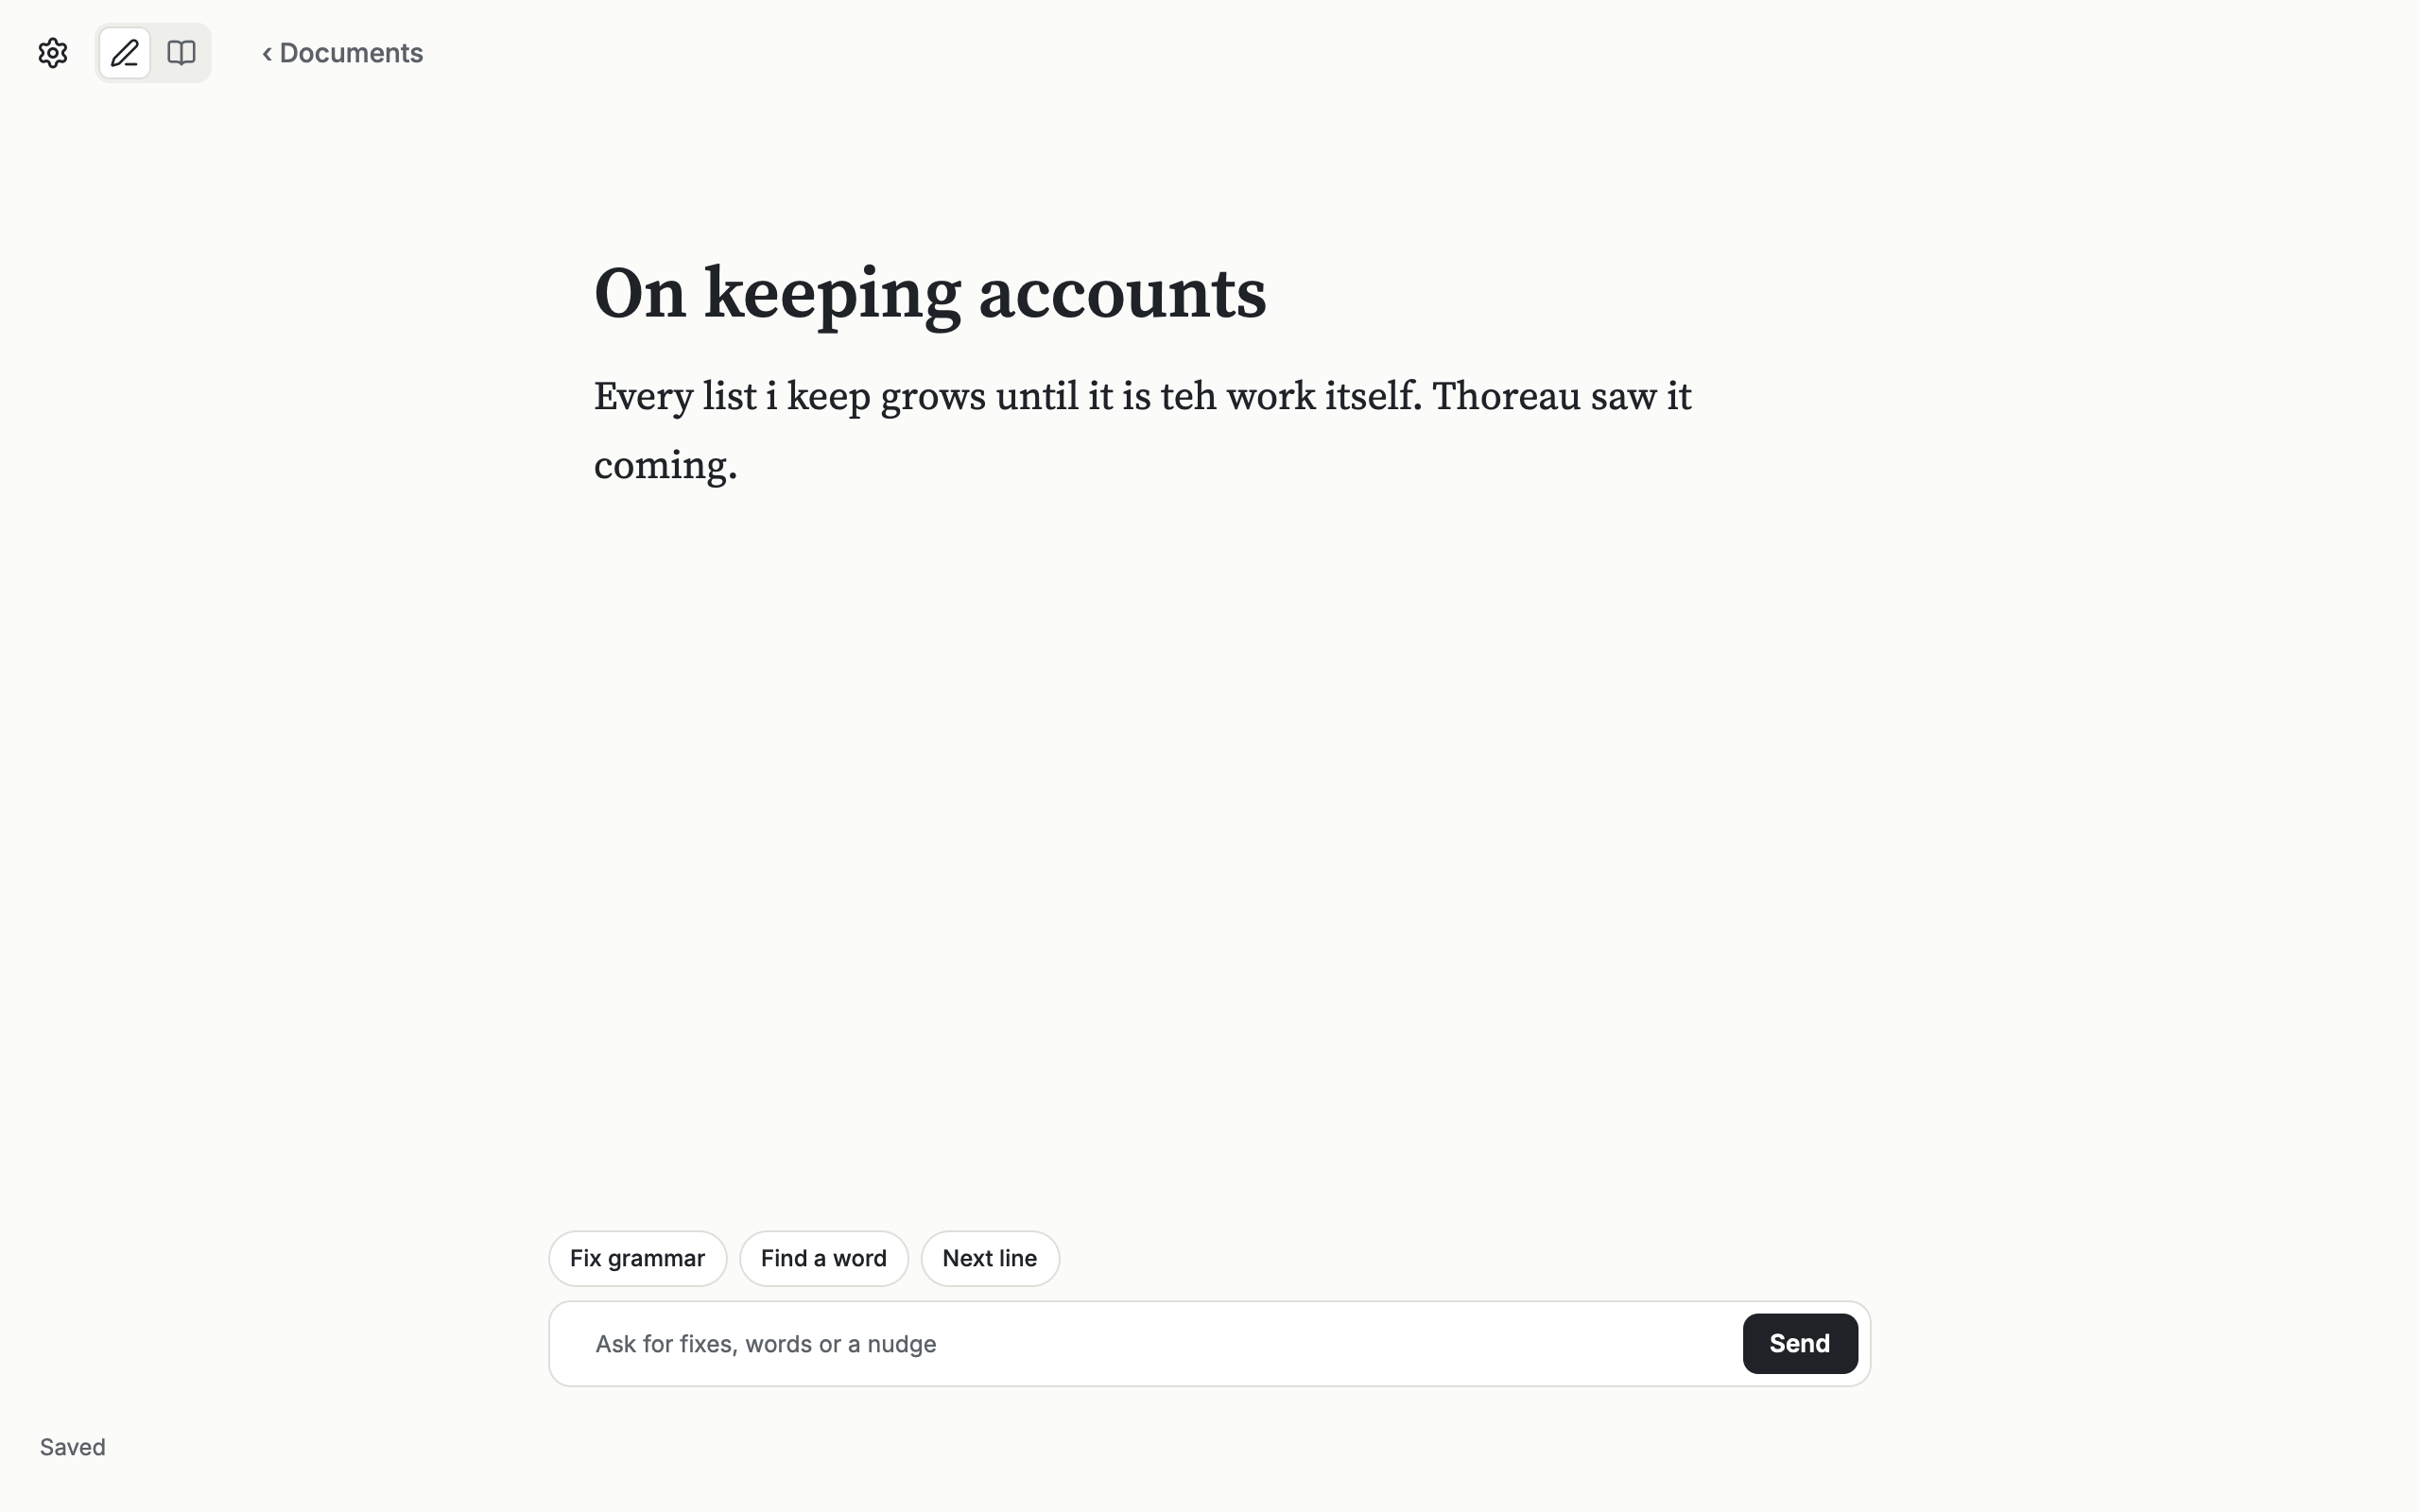 ‹ Documents
On keeping accounts
Every list i keep grows until it is teh work itself. Thoreau saw it
coming.
Fix grammar
Find a word
Next line
Ask for fixes, words or a nudge
Send
Saved